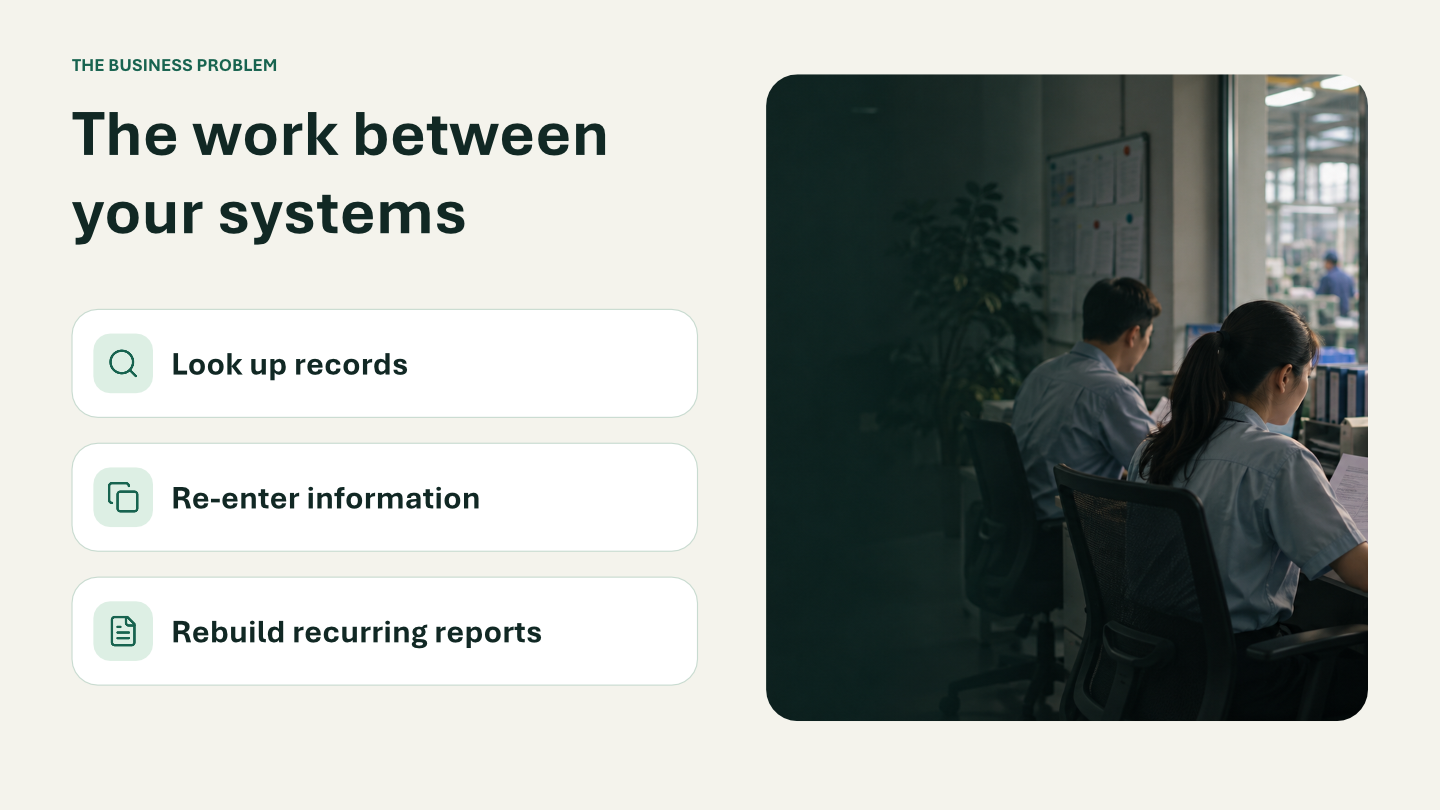 THE BUSINESS PROBLEM
The work between
your systems
Look up records
Re-enter information
Rebuild recurring reports